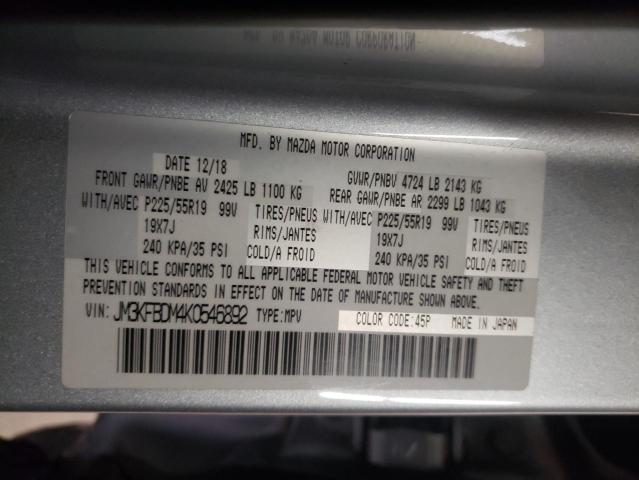 MFD. BY MAZDA MOTOR CORPORATION
DATE 12/18 GVWR/PNBV 4724 LB 2143 KG
FRONT GAWR/PNBE AV 2425 LB 1100 KG REAR GAWR/PNBE AR 2299 LB 1043 KG
WITH/AVEC P225/55R19 99V TIRES/PNEUS WITH/AVEC P225/55R19 99V TIRES/PNEUS
19X7J RIMS/JANTES 19X7J RIMS/JANTES
240 KPA/35 PSI COLD/A FROID 240 KPA/35 PSI COLD/A FROID
THIS VEHICLE CONFORMS TO ALL APPLICABLE FEDERAL MOTOR VEHICLE SAFETY AND THEFT
PREVENTION STANDARDS IN EFFECT ON THE DATE OF MANUFACTURE SHOWN ABOVE.
VIN: JM3KFBDM4K0546892 TYPE:MPV COLOR CODE:45P MADE IN JAPAN